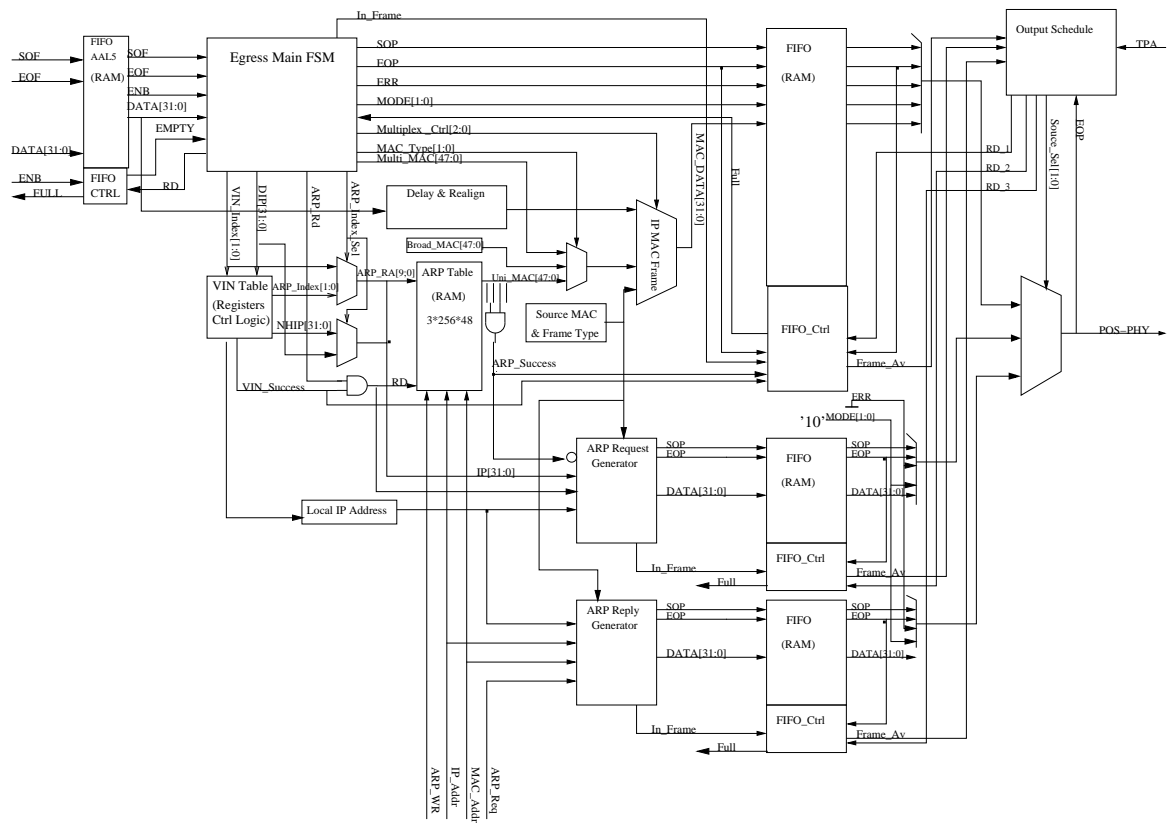 In_Frame
FIFO
AAL5
(RAM)
SOF
EOF
SOF
EOF
ENB
DATA[31:0]
EMPTY
DATA[31:0]
ENB
FULL
FIFO
CTRL
RD
Egress Main FSM
SOP
EOP
ERR
MODE[1:0]
Multiplex _Ctrl[2:0]
MAC_Type[1:0]
Multi_MAC[47:0]
FIFO
(RAM)
Output Schedule
TPA
RD_1
RD_2
RD_3
Souce_Sel[1:0]
EOP
VIN_Index[1:0]
DIP[31:0]
ARP_Rd
ARP_Index_Sel
Delay & Realign
Broad_MAC[47:0]
IP MAC Frame
MAC_DATA[31:0]
Full
VIN Table
(Registers
Ctrl Logic)
ARP_Index[1:0]
NHIP[31:0]
ARP_RA[9:0]
ARP Table
(RAM)
3*256*48
Uni_MAC[47:0]
Source MAC
& Frame Type
FIFO_Ctrl
Frame_Av
POS-PHY
ARP_Success
VIN_Success
RD
ERR
'10'
MODE[1:0]
ARP Request
Generator
SOP
EOP
DATA[31:0]
FIFO
(RAM)
SOP
EOP
DATA[31:0]
IP[31:0]
Local IP Address
In_Frame
FIFO_Ctrl
Frame_Av
Full
ARP Reply
Generator
SOP
EOP
DATA[31:0]
FIFO
(RAM)
SOP
EOP
DATA[31:0]
In_Frame
FIFO_Ctrl
Frame_Av
Full
ARP_WR
IP_Addr
MAC_Addr
ARP_Req